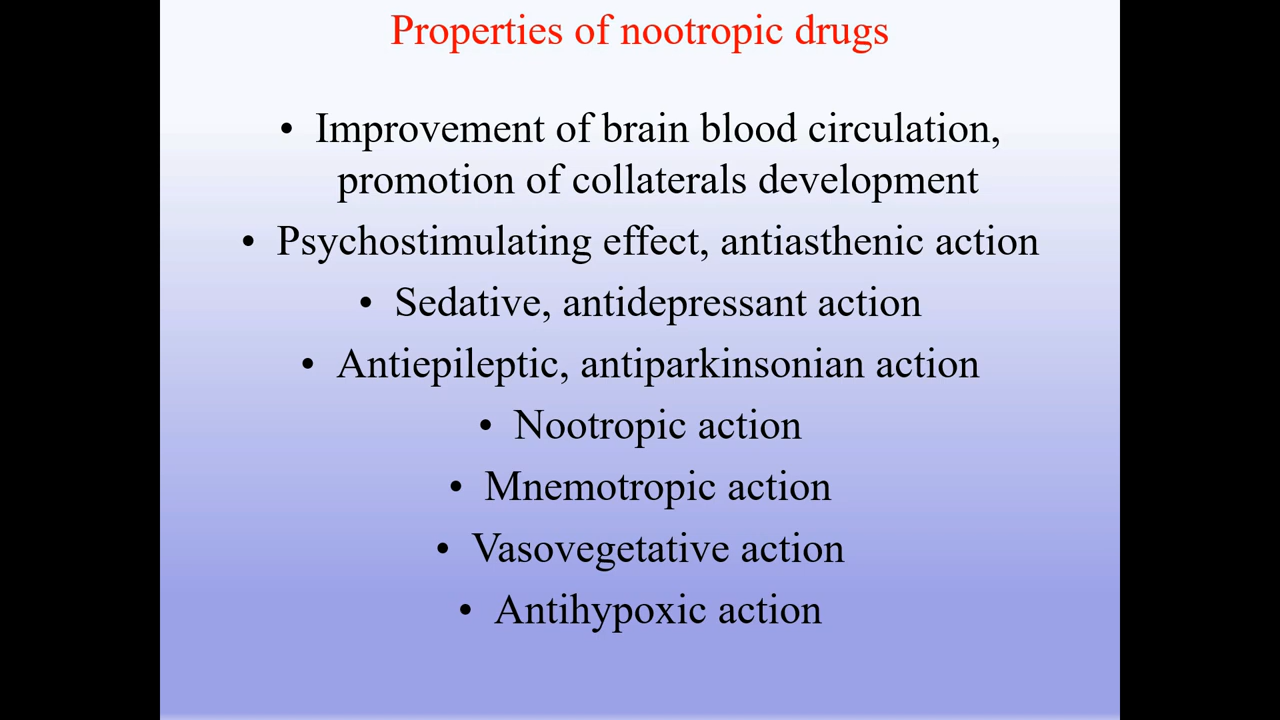 Properties of nootropic drugs
• Improvement of brain blood circulation,
promotion of collaterals development
• Psychostimulating effect, antiasthenic action
• Sedative, antidepressant action
• Antiepileptic, antiparkinsonian action
• Nootropic action
• Mnemotropic action
• Vasovegetative action
• Antihypoxic action